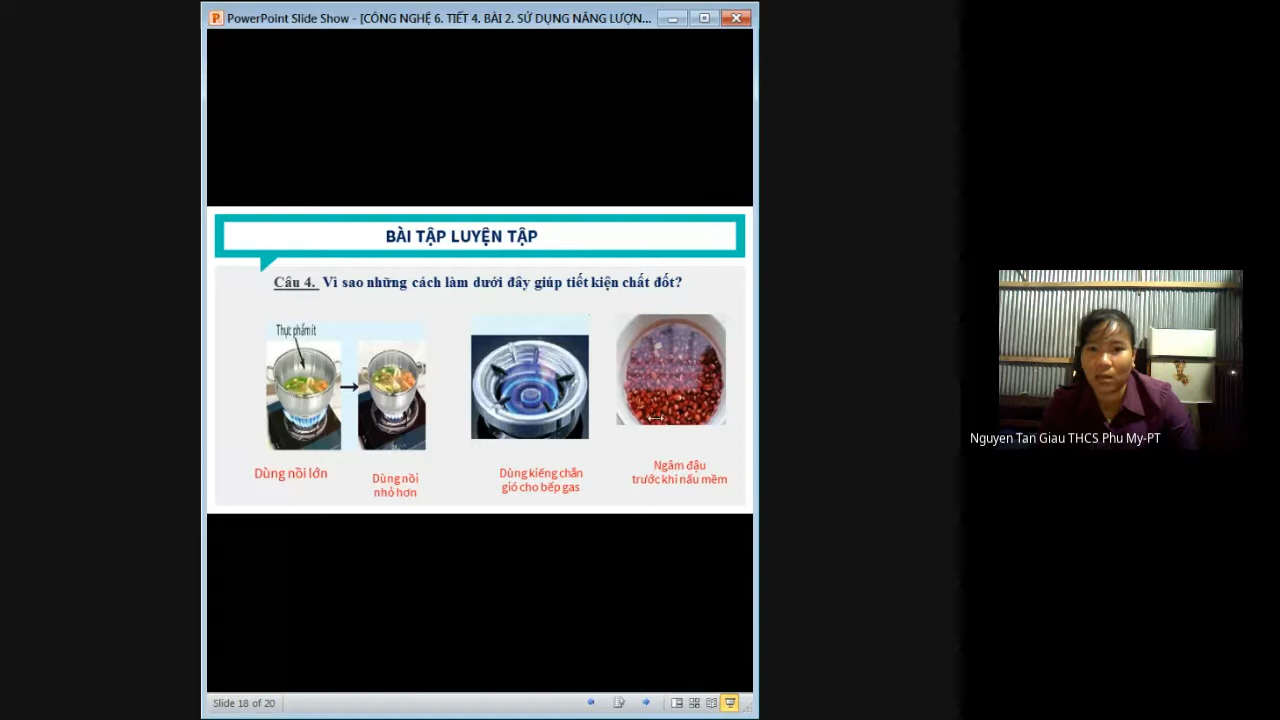 PowerPoint Slide Show - [CÔNG NGHỆ 6. TIẾT 4. BÀI 2. SỬ DỤNG NĂNG LƯỢN...
BÀI TẬP LUYỆN TẬP
Câu 4. Vì sao những cách làm dưới đây giúp tiết kiện chất đốt?
Thực phẩm ít
Dùng nồi lớn
Dùng nồi
nhỏ hơn
Dùng kiếng chắn
gió cho bếp gas
Ngâm đậu
trước khi nấu mềm
Nguyen Tan Giau THCS Phu My-PT
Slide 18 of 20